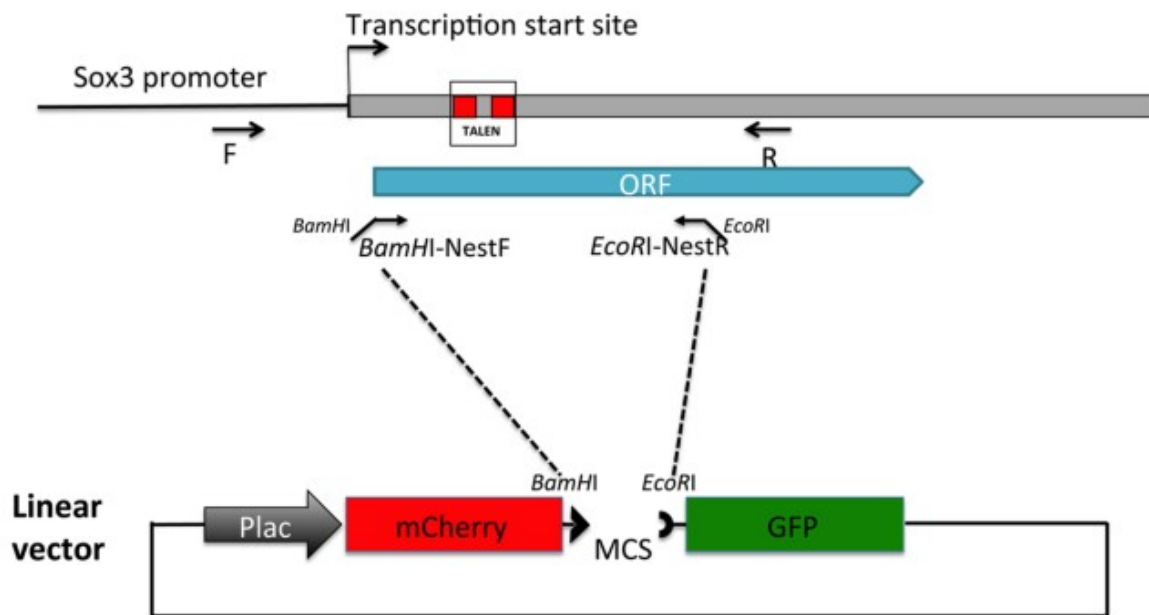 Transcription start site
Sox3 promoter
TALEN
F
R
ORF
BamHI
EcoRI
BamHI-NestF
EcoRI-NestR
BamHI
EcoRI
Linear
vector
Plac
mCherry
MCS
GFP